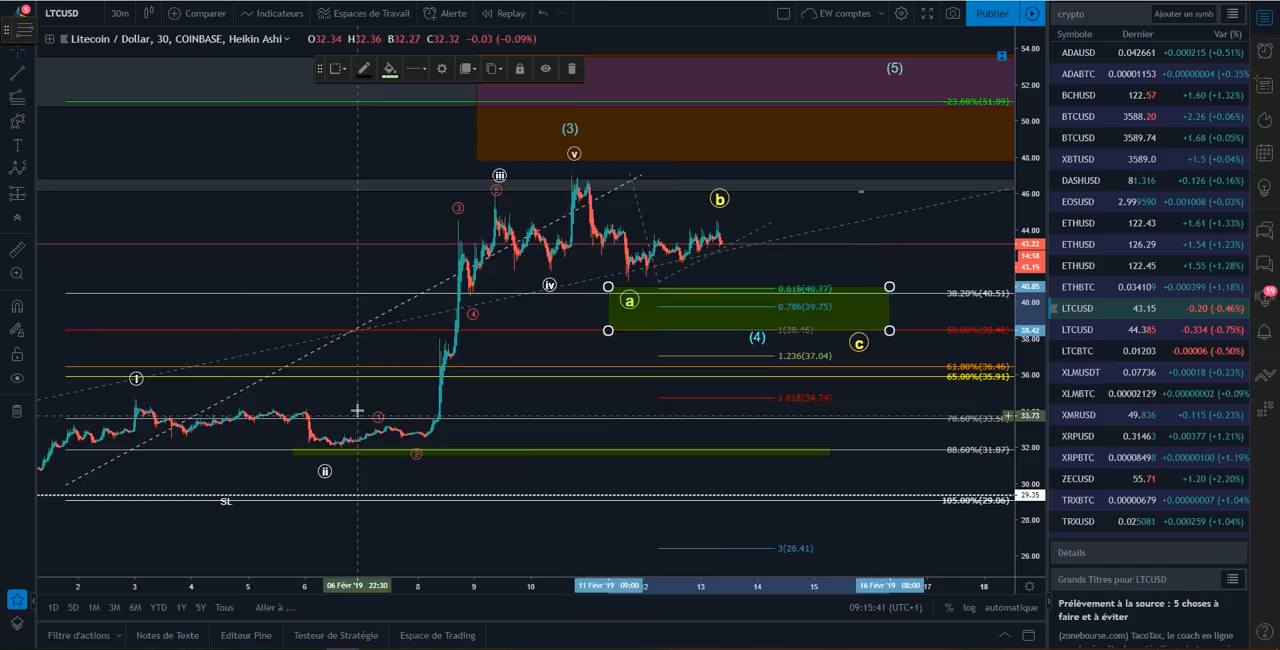 5
LTCUSD 30m Comparer Indicateurs Espaces de Travail Alerte Replay EW comptes Publier
Litecoin / Dollar, 30, COINBASE, Heikin Ashi O32.34 H32.36 B32.27 C32.32 -0.03 (-0.09%)
(5)
-23.60%(51.09)
(3)
v
iii
5
3
b
iv
4
a
0.618(40.77)
38.20%(40.51)
0.786(39.75)
1(38.46)
(4)
c
1.236(37.04)
61.80%(36.46)
65.00%(35.91)
i
1.618(34.74)
1
2
ii
88.60%(31.87)
SL
105.00%(29.06)
3(26.41)
54.00
52.00
50.00
48.00
46.00
44.00
43.22
14:18
43.15
40.85
40.00
38.42
38.00
36.00
33.73
32.00
30.00
29.35
28.00
26.00
2 3 4 5 6 06 Févr '19 22:30 8 9 10 11 Févr '19 09:00 12 13 14 15 16 Févr '19 08:00 17 18
1D 5D 1M 3M 6M YTD 1Y 5Y Tous Aller à ... 09:15:41 (UTC+1) % log automatique
Filtre d'actions Notes de Texte Editeur Pine Testeur de Stratégie Espace de Trading
crypto Ajouter un symb
Symbole Dernier Var (%)
ADAUSD 0.042661 +0.000215 (+0.51%)
ADABTC 0.00001153 +0.00000004 (+0.35%
BCHUSD 122.57 +1.60 (+1.32%)
BTCUSD 3588.20 +2.26 (+0.06%)
BTCUSD 3589.74 +1.68 (+0.05%)
XBTUSD 3589.0 +1.5 (+0.04%)
DASHUSD 81.316 +0.126 (+0.16%)
EOSUSD 2.999590 +0.001008 (+0.03%)
ETHUSD 122.43 +1.61 (+1.33%)
ETHUSD 126.29 +1.54 (+1.23%)
ETHUSD 122.45 +1.55 (+1.28%)
ETHBTC 0.03410 +0.000399 (+1.18%)
LTCUSD 43.15 -0.20 (-0.46%)
LTCUSD 44.385 -0.334 (-0.75%)
LTCBTC 0.01203 -0.00006 (-0.50%)
XLMUSDT 0.07736 +0.00018 (+0.23%)
XLMBTC 0.00002129 +0.00000010 (+0.47%)
XMRUSD 49.836 +0.115 (+0.23%)
XRPUSD 0.31463 +0.00377 (+1.21%)
XRPBTC 0.00008498 +0.00000100 (+1.19%
ZECUSD 55.71 +1.20 (+2.20%)
TRXBTC 0.00000679 +0.00000007 (+1.04%
TRXUSD 0.025081 +0.000259 (+1.04%)
59
Détails
Grands Titres pour LTCUSD
Prélèvement à la source : 5 choses à
faire et à éviter
(zonebourse.com) TacoTax, le coach en ligne